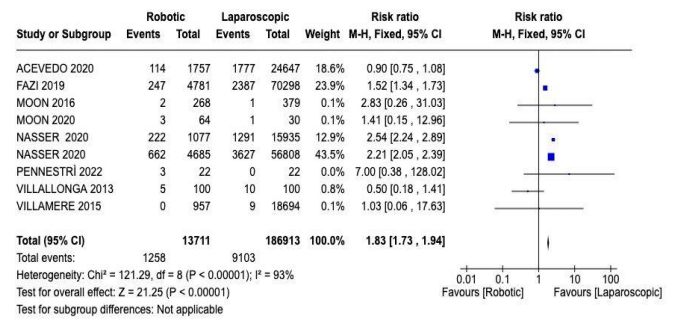 Robotic Laparoscopic Risk ratio Risk ratio
Study or Subgroup Events Total Events Total Weight M-H, Fixed, 95% CI M-H, Fixed, 95% CI
ACEVEDO 2020 114 1757 1777 24647 18.6% 0.90 [0.75 , 1.08]
FAZI 2019 247 4781 2387 70298 23.9% 1.52 [1.34 , 1.73]
MOON 2016 2 268 1 379 0.0% 2.83 [0.26 , 31.03]
MOON 2020 3 64 1 30 0.1% 1.41 [0.15 , 12.96]
NASSER 2020 222 1077 1291 15935 12.9% 2.54 [2.24 , 2.89]
NASSER 2020 662 4685 3627 56808 43.5% 2.21 [2.05 , 2.39]
PENNESTRÌ 2022 3 22 0 22 0.0% 7.00 [0.38 , 128.02]
VILLALLONGA 2013 5 100 10 100 0.8% 0.50 [0.18 , 1.41]
VILLAMERE 2015 0 957 9 18694 0.1% 1.03 [0.06 , 17.63]
Total (95% CI) 13711 186913 100.0% 1.83 [1.73 , 1.94]
Total events: 1258 9103
Heterogeneity: Chi² = 121.29, df = 8 (P < 0.00001); I² = 93%
Test for overall effect: Z = 21.25 (P < 0.00001)
Test for subgroup differences: Not applicable
0.01 0.1 1 10 100
Favours [Robotic] Favours [Laparoscopic]